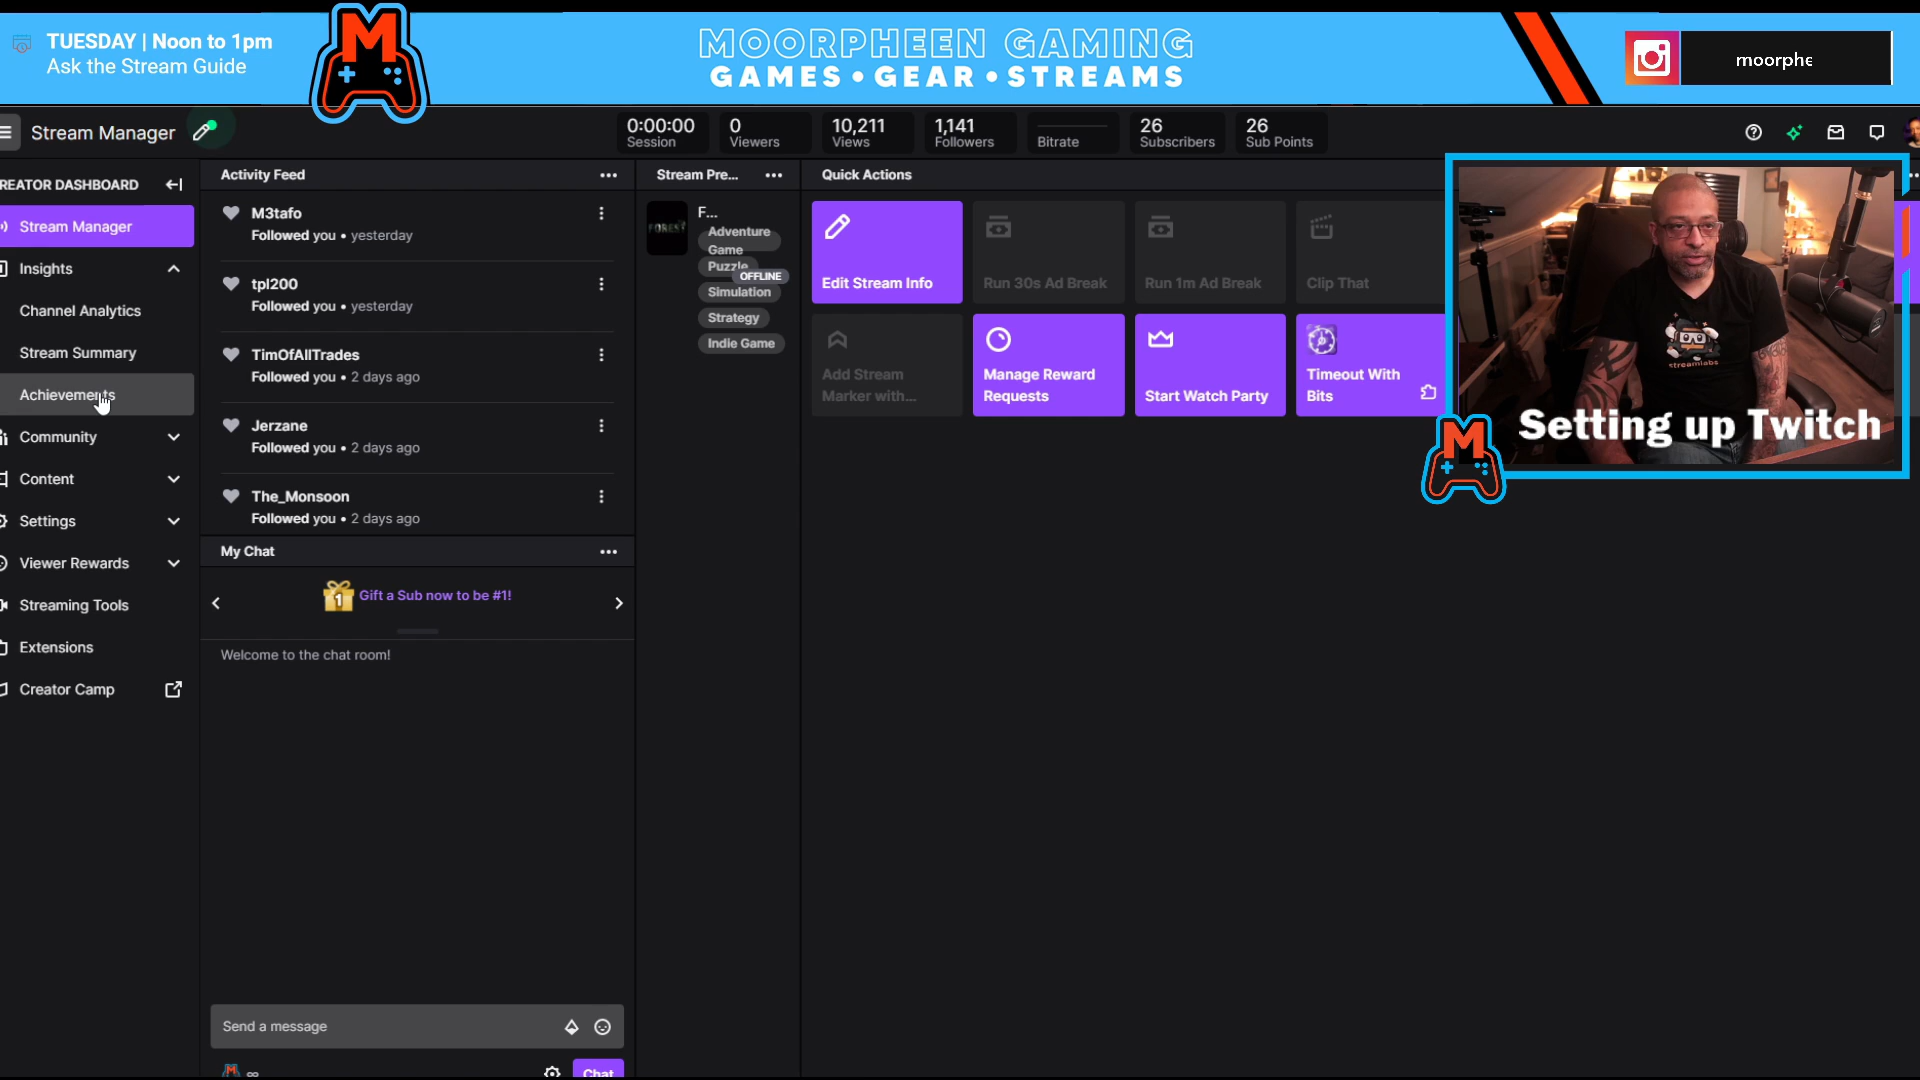 TUESDAY | Noon to 1pm
Ask the Stream Guide
M
MOORPHEEN GAMING
GAMES • GEAR • STREAMS
moorphe
Stream Manager
0:00:00
Session
0
Viewers
10,211
Views
1,141
Followers
Bitrate
26
Subscribers
26
Sub Points
REATOR DASHBOARD
Stream Manager
Insights
Channel Analytics
Stream Summary
Achievements
Community
Content
Settings
Viewer Rewards
Streaming Tools
Extensions
Creator Camp
Activity Feed
M3tafo
Followed you • yesterday
tpl200
Followed you • yesterday
TimOfAllTrades
Followed you • 2 days ago
Jerzane
Followed you • 2 days ago
The_Monsoon
Followed you • 2 days ago
My Chat
1
Gift a Sub now to be #1!
Welcome to the chat room!
Send a message
Chat
Stream Pre...
FOREST
F...
Adventure
Game
Puzzle
OFFLINE
Simulation
Strategy
Indie Game
Quick Actions
Edit Stream Info
Run 30s Ad Break
Run 1m Ad Break
Clip That
Add Stream
Marker with...
Manage Reward
Requests
Start Watch Party
Timeout With
Bits
streamlabs
Setting up Twitch
M